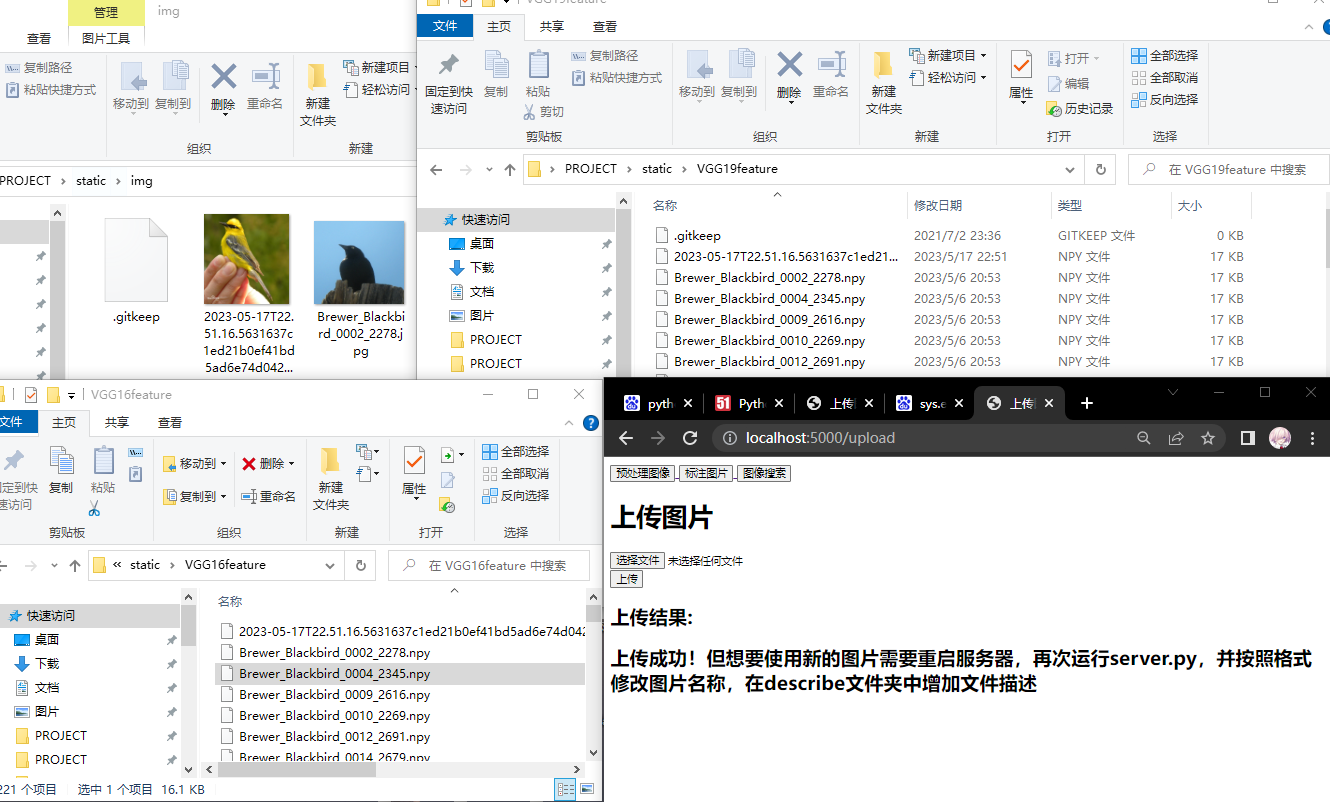 管理
img
查看
图片工具
复制路径
粘贴快捷方式
移动到
复制到
删除
重命名
新建
文件夹
新建项目
轻松访问
组织
新建
PROJECT
static
img
.gitkeep
2023-05-17T22.
51.16.5631637c
1ed21b0ef41bd
5ad6e74d042...
Brewer_Blackbi
rd_0002_2278.j
pg
VGG19feature
文件
主页
共享
查看
固定到快
速访问
复制
粘贴
复制路径
粘贴快捷方式
剪切
剪贴板
移动到
复制到
删除
重命名
组织
新建
文件夹
新建项目
轻松访问
新建
属性
打开
编辑
历史记录
打开
全部选择
全部取消
反向选择
选择
PROJECT
static
VGG19feature
在 VGG19feature 中搜索
快速访问
桌面
下载
文档
图片
PROJECT
PROJECT
名称 修改日期 类型 大小
.gitkeep 2021/7/2 23:36 GITKEEP 文件 0 KB
2023-05-17T22.51.16.5631637c1ed21... 2023/5/17 22:51 NPY 文件 17 KB
Brewer_Blackbird_0002_2278.npy 2023/5/6 20:53 NPY 文件 17 KB
Brewer_Blackbird_0004_2345.npy 2023/5/6 20:53 NPY 文件 17 KB
Brewer_Blackbird_0009_2616.npy 2023/5/6 20:53 NPY 文件 17 KB
Brewer_Blackbird_0010_2269.npy 2023/5/6 20:53 NPY 文件 17 KB
Brewer_Blackbird_0012_2691.npy 2023/5/6 20:53 NPY 文件 17 KB
VGG16feature
文件
主页
共享
查看
固定到快
速访问
复制
粘贴
剪贴板
移动到
复制到
删除
重命名
组织
新建
文件夹
新建
属性
打开
全部选择
全部取消
反向选择
选择
« static
VGG16feature
在 VGG16feature 中搜索
快速访问
桌面
下载
文档
图片
PROJECT
PROJECT
名称
2023-05-17T22.51.16.5631637c1ed21b0ef41bd5ad6e74d042
Brewer_Blackbird_0002_2278.npy
Brewer_Blackbird_0004_2345.npy
Brewer_Blackbird_0009_2616.npy
Brewer_Blackbird_0010_2269.npy
Brewer_Blackbird_0012_2691.npy
Brewer_Blackbird_0014_2679.npy
221 个项目 选中 1 个项目 16.1 KB
pyth
51 Pyth
上传
sys.e
上传
localhost:5000/upload
预处理图像 标注图片 图像搜索
上传图片
选择文件 未选择任何文件
上传
上传结果:
上传成功！但想要使用新的图片需要重启服务器，再次运行server.py，并按照格式
修改图片名称，在describe文件夹中增加文件描述